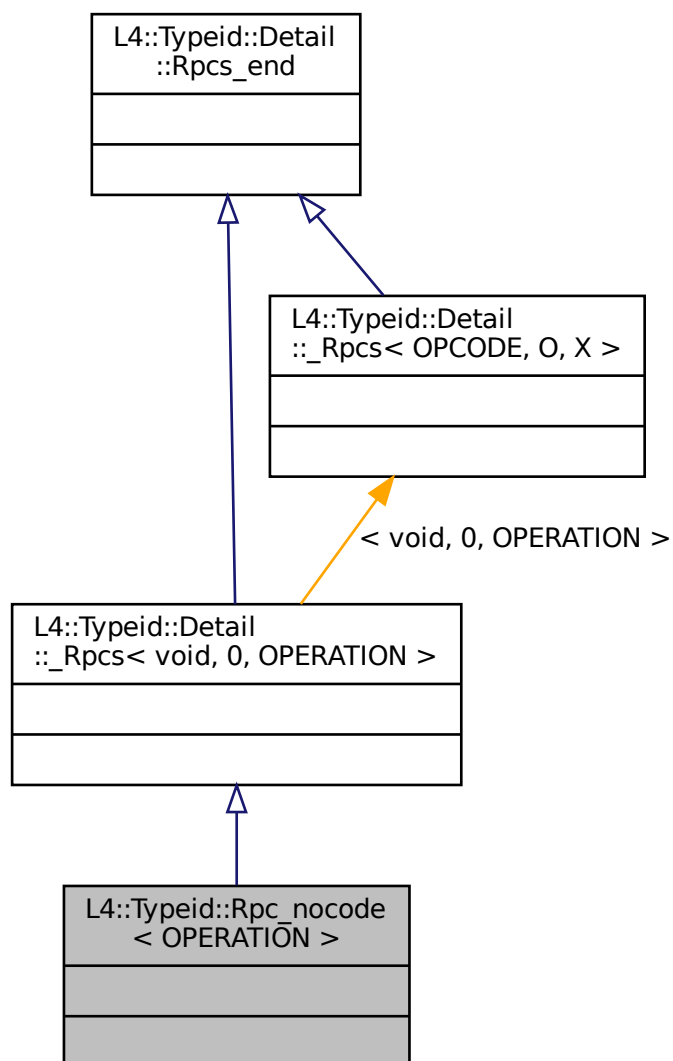 L4::Typeid::Detail
::Rpcs_end
L4::Typeid::Detail
::_Rpcs< OPCODE, O, X >
< void, 0, OPERATION >
L4::Typeid::Detail
::_Rpcs< void, 0, OPERATION >
L4::Typeid::Rpc_nocode
< OPERATION >